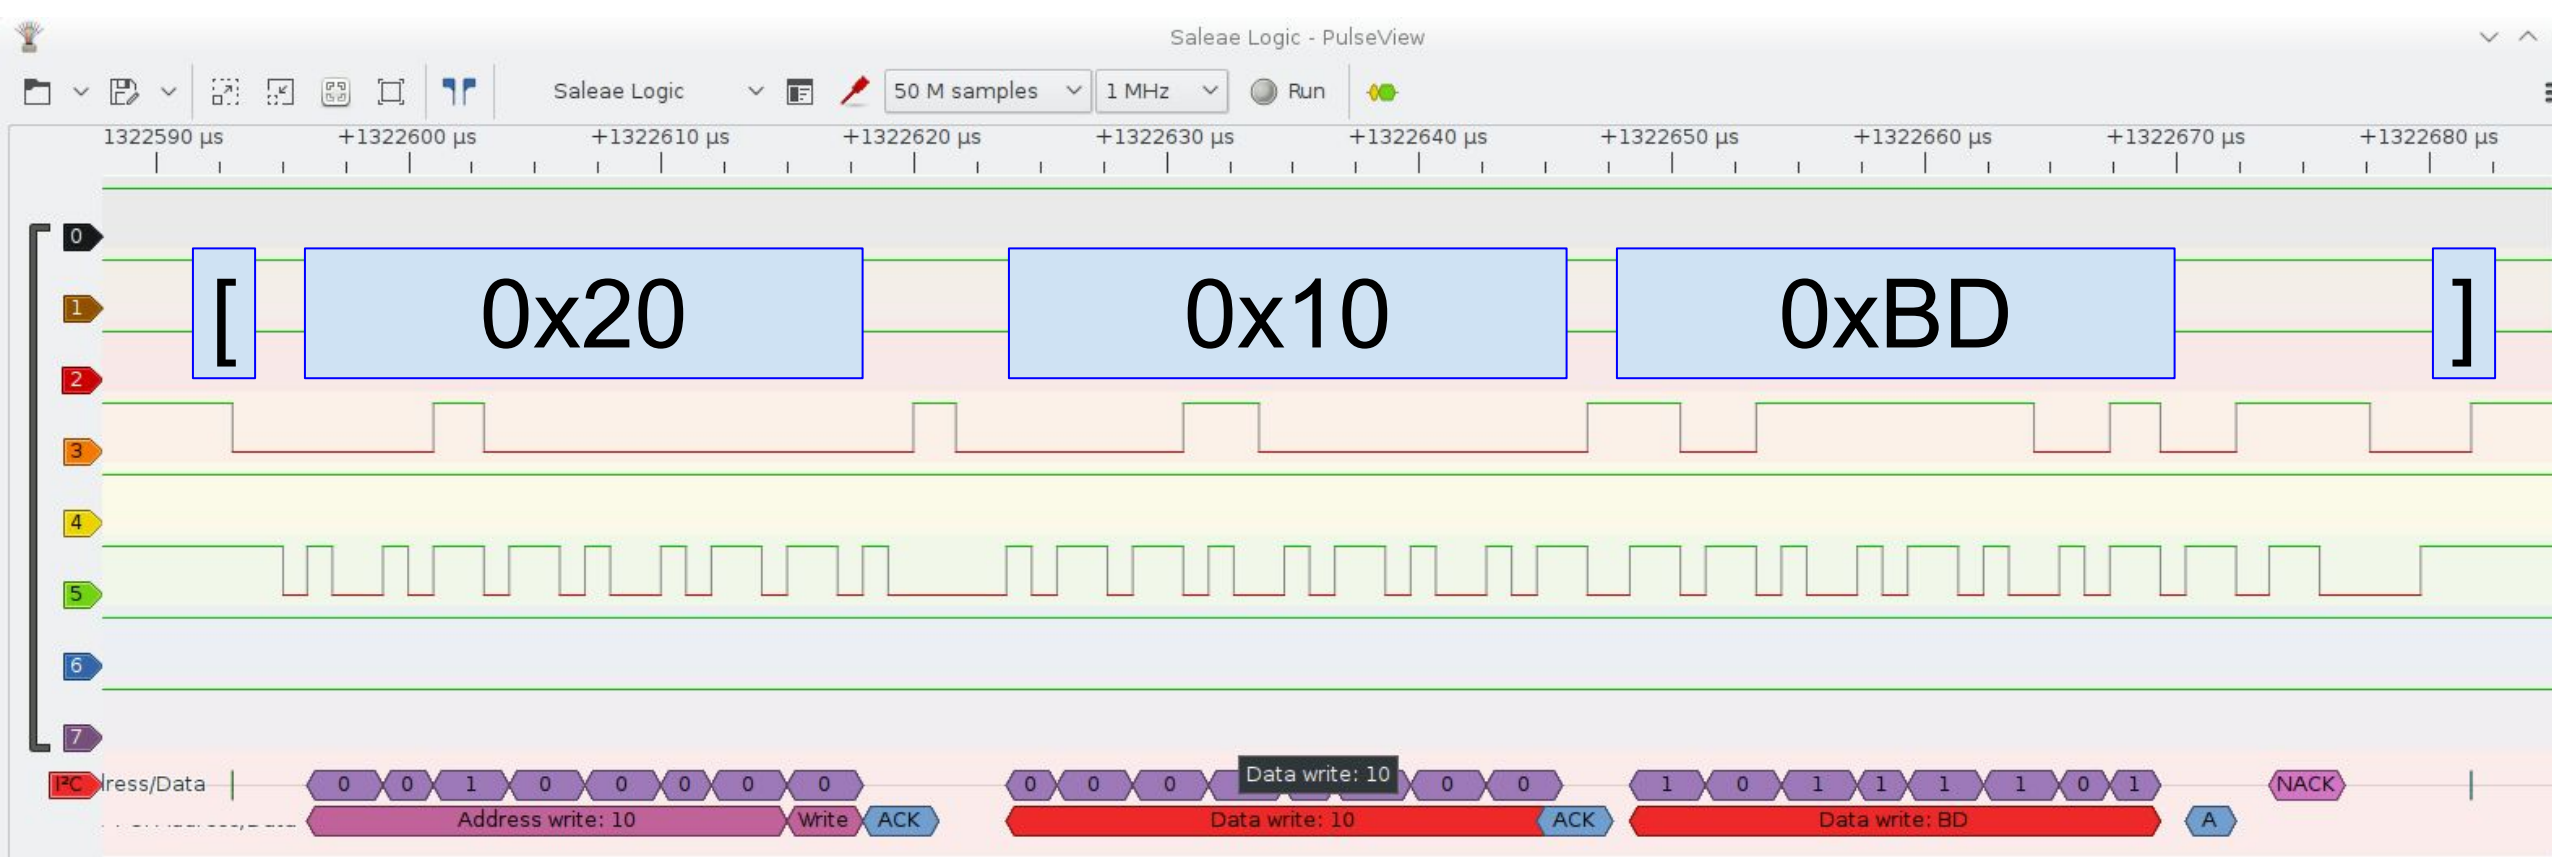 Saleae Logic - PulseView
Saleae Logic 50 M samples 1 MHz Run
1322590 µs +1322600 µs +1322610 µs +1322620 µs +1322630 µs +1322640 µs +1322650 µs +1322660 µs +1322670 µs +1322680 µs
0
[ 0x20 0x10 0xBD ]
1
2
3
4
5
6
7
I²C dress/Data 0 0 1 0 0 0 0 0 0 0 0 Data write: 10 0 0 1 0 1 1 1 1 0 1 NACK
Address write: 10 Write ACK Data write: 10 ACK Data write: BD A